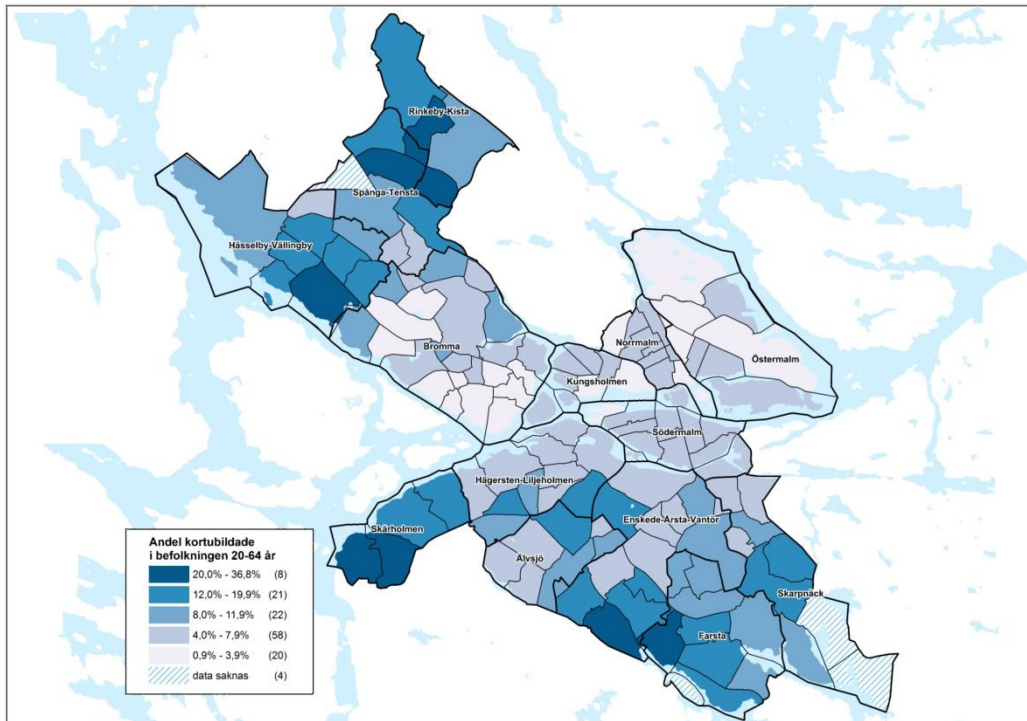 Rinkeby-Kista
Spånga-Tensta
Hässelby-Vällingby
Bromma
Norrmalm
Östermalm
Kungsholmen
Södermalm
Hägersten-Liljeholmen
Enskede-Årsta-Vantör
Skärholmen
Älvsjö
Skarpnäck
Farsta
Andel kortubildade
i befolkningen 20-64 år
20,0% - 36,8% (8)
12,0% - 19,9% (21)
8,0% - 11,9% (22)
4,0% - 7,9% (58)
0,9% - 3,9% (20)
data saknas (4)